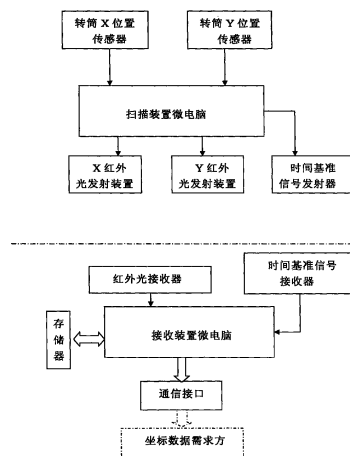 转筒X位置
传感器
转筒Y位置
传感器
扫描装置微电脑
X红外
光发射装置
Y红外
光发射装置
时间基准
信号发射器
红外光接收器
时间基准信号
接收器
存
储
器
接收装置微电脑
通信接口
坐标数据需求方